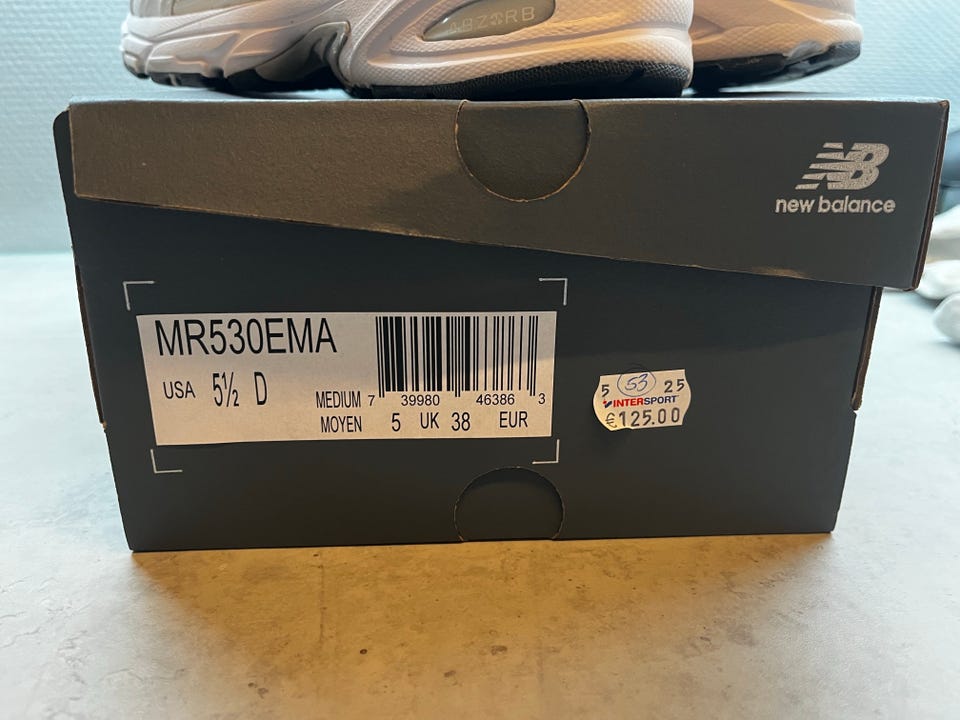 ABZORB
NB
new balance
MR530EMA
USA 5½ D
MEDIUM
MOYEN
7 39980 46386 3
5 UK 38 EUR
5 53 25
INTERSPORT
€125.00